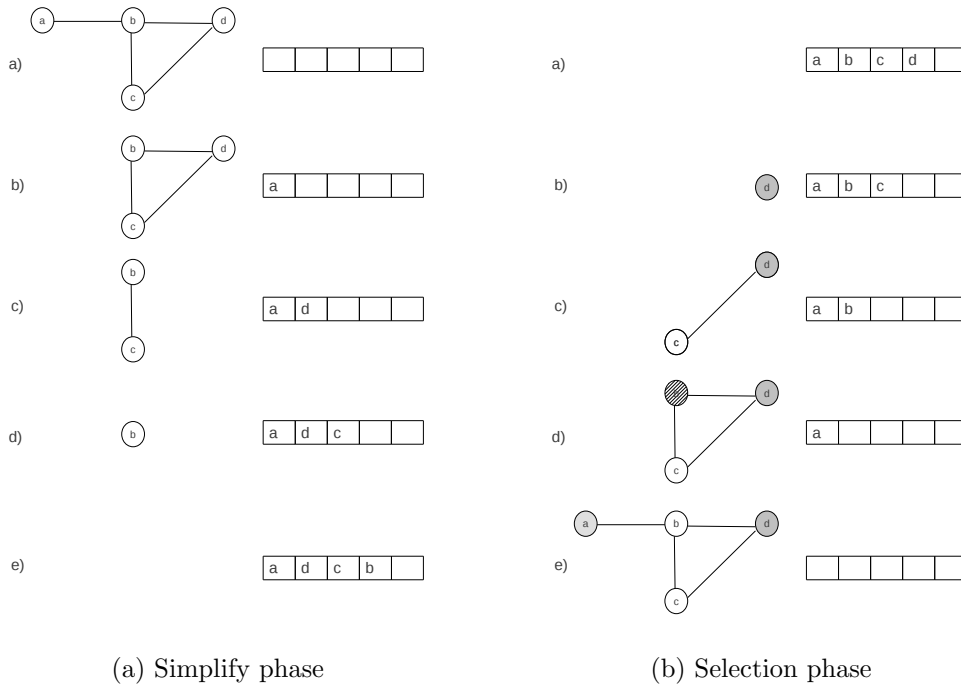 a b d
a)
c
b d
b)
a
c
b
c)
a d
c
d)
b
a d c
e)
a d c b
(a) Simplify phase
a)
a b c d
b)
d
a b c
d
c)
a b
c
d
d)
a
c
a b d
e)
c
(b) Selection phase